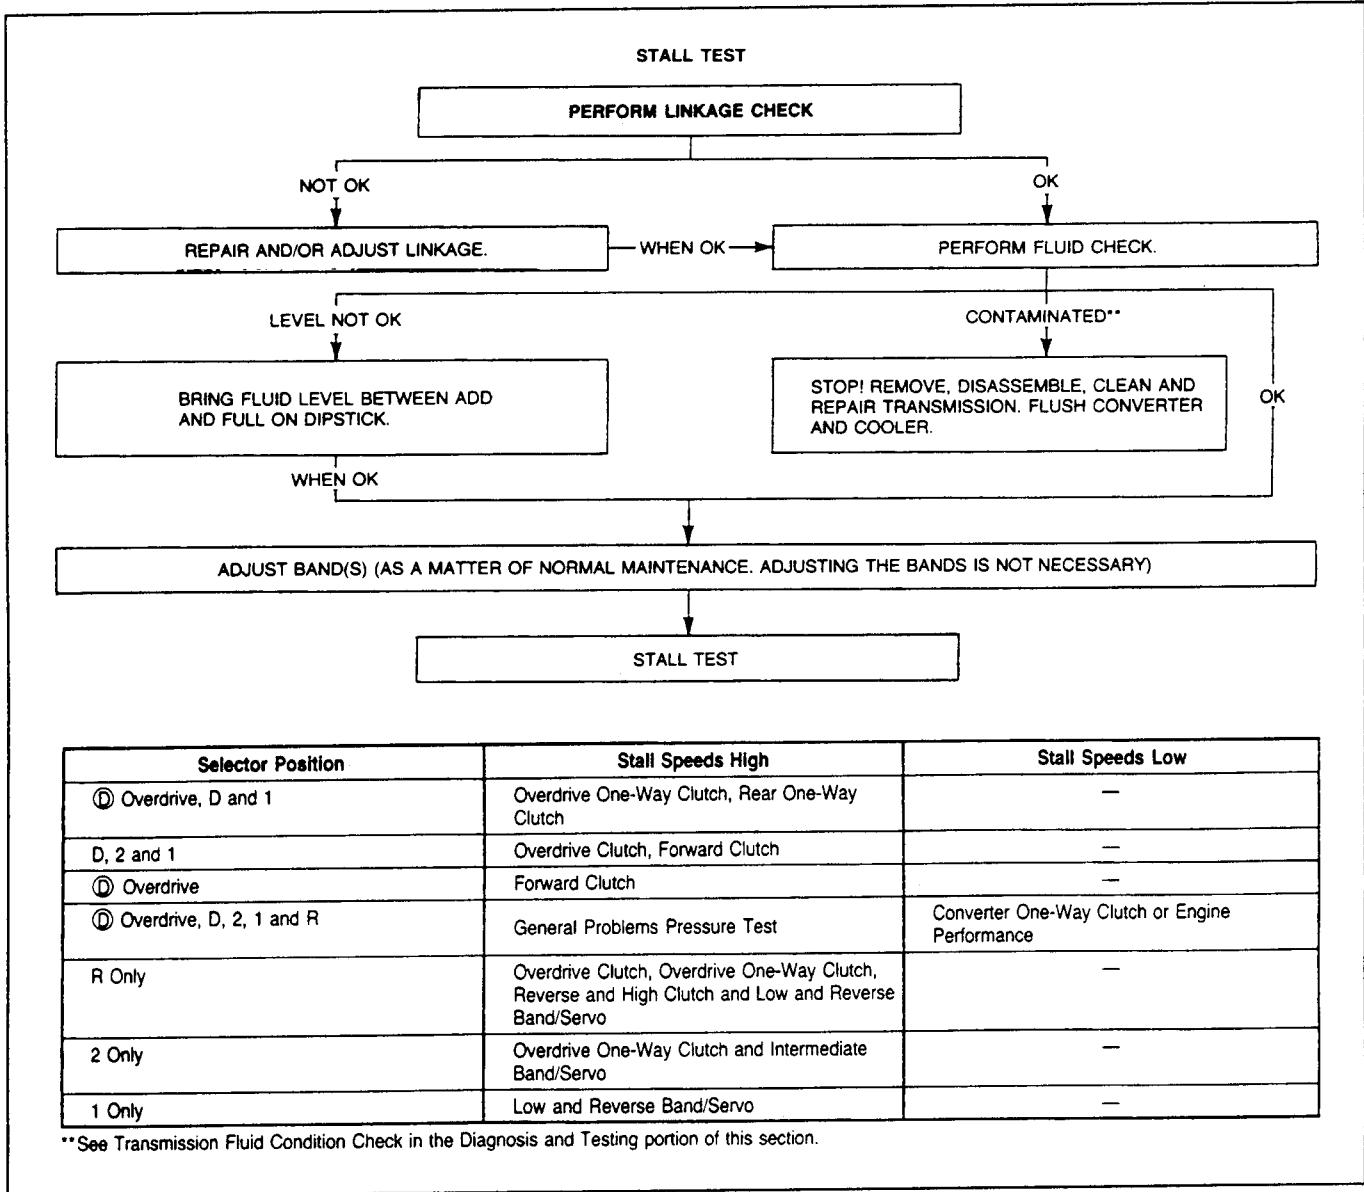 STALL TEST
PERFORM LINKAGE CHECK
NOT OK
OK
REPAIR AND/OR ADJUST LINKAGE.
WHEN OK
PERFORM FLUID CHECK.
LEVEL NOT OK
CONTAMINATED**
BRING FLUID LEVEL BETWEEN ADD
AND FULL ON DIPSTICK.
STOP! REMOVE, DISASSEMBLE, CLEAN AND
REPAIR TRANSMISSION. FLUSH CONVERTER
AND COOLER.
OK
WHEN OK
ADJUST BAND(S) (AS A MATTER OF NORMAL MAINTENANCE. ADJUSTING THE BANDS IS NOT NECESSARY)
STALL TEST
Selector Position Stall Speeds High Stall Speeds Low
Ⓓ Overdrive, D and 1 Overdrive One-Way Clutch, Rear One-Way —
Clutch
D, 2 and 1 Overdrive Clutch, Forward Clutch —
Ⓓ Overdrive Forward Clutch —
Ⓓ Overdrive, D, 2, 1 and R General Problems Pressure Test Converter One-Way Clutch or Engine
Performance
R Only Overdrive Clutch, Overdrive One-Way Clutch, —
Reverse and High Clutch and Low and Reverse
Band/Servo
2 Only Overdrive One-Way Clutch and Intermediate —
Band/Servo
1 Only Low and Reverse Band/Servo —
**See Transmission Fluid Condition Check in the Diagnosis and Testing portion of this section.